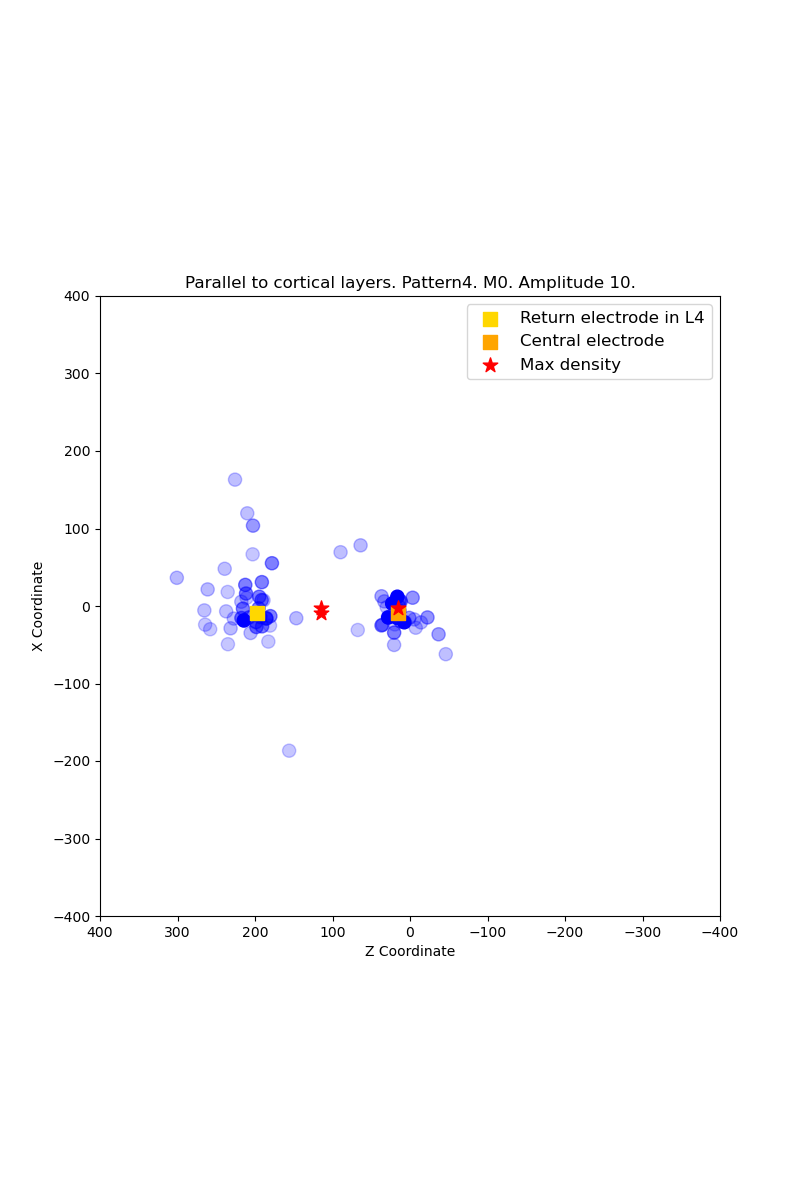 Parallel to cortical layers. Pattern4. M0. Amplitude 10.
Return electrode in L4
Central electrode
Max density
400
300
200
100
0
−100
−200
−300
−400
X Coordinate
400 300 200 100 0 −100 −200 −300 −400
Z Coordinate